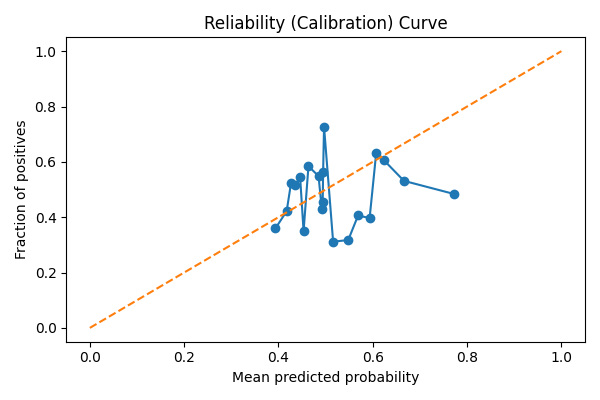 Reliability (Calibration) Curve
Fraction of positives
1.0
0.8
0.6
0.4
0.2
0.0
0.0 0.2 0.4 0.6 0.8 1.0
Mean predicted probability